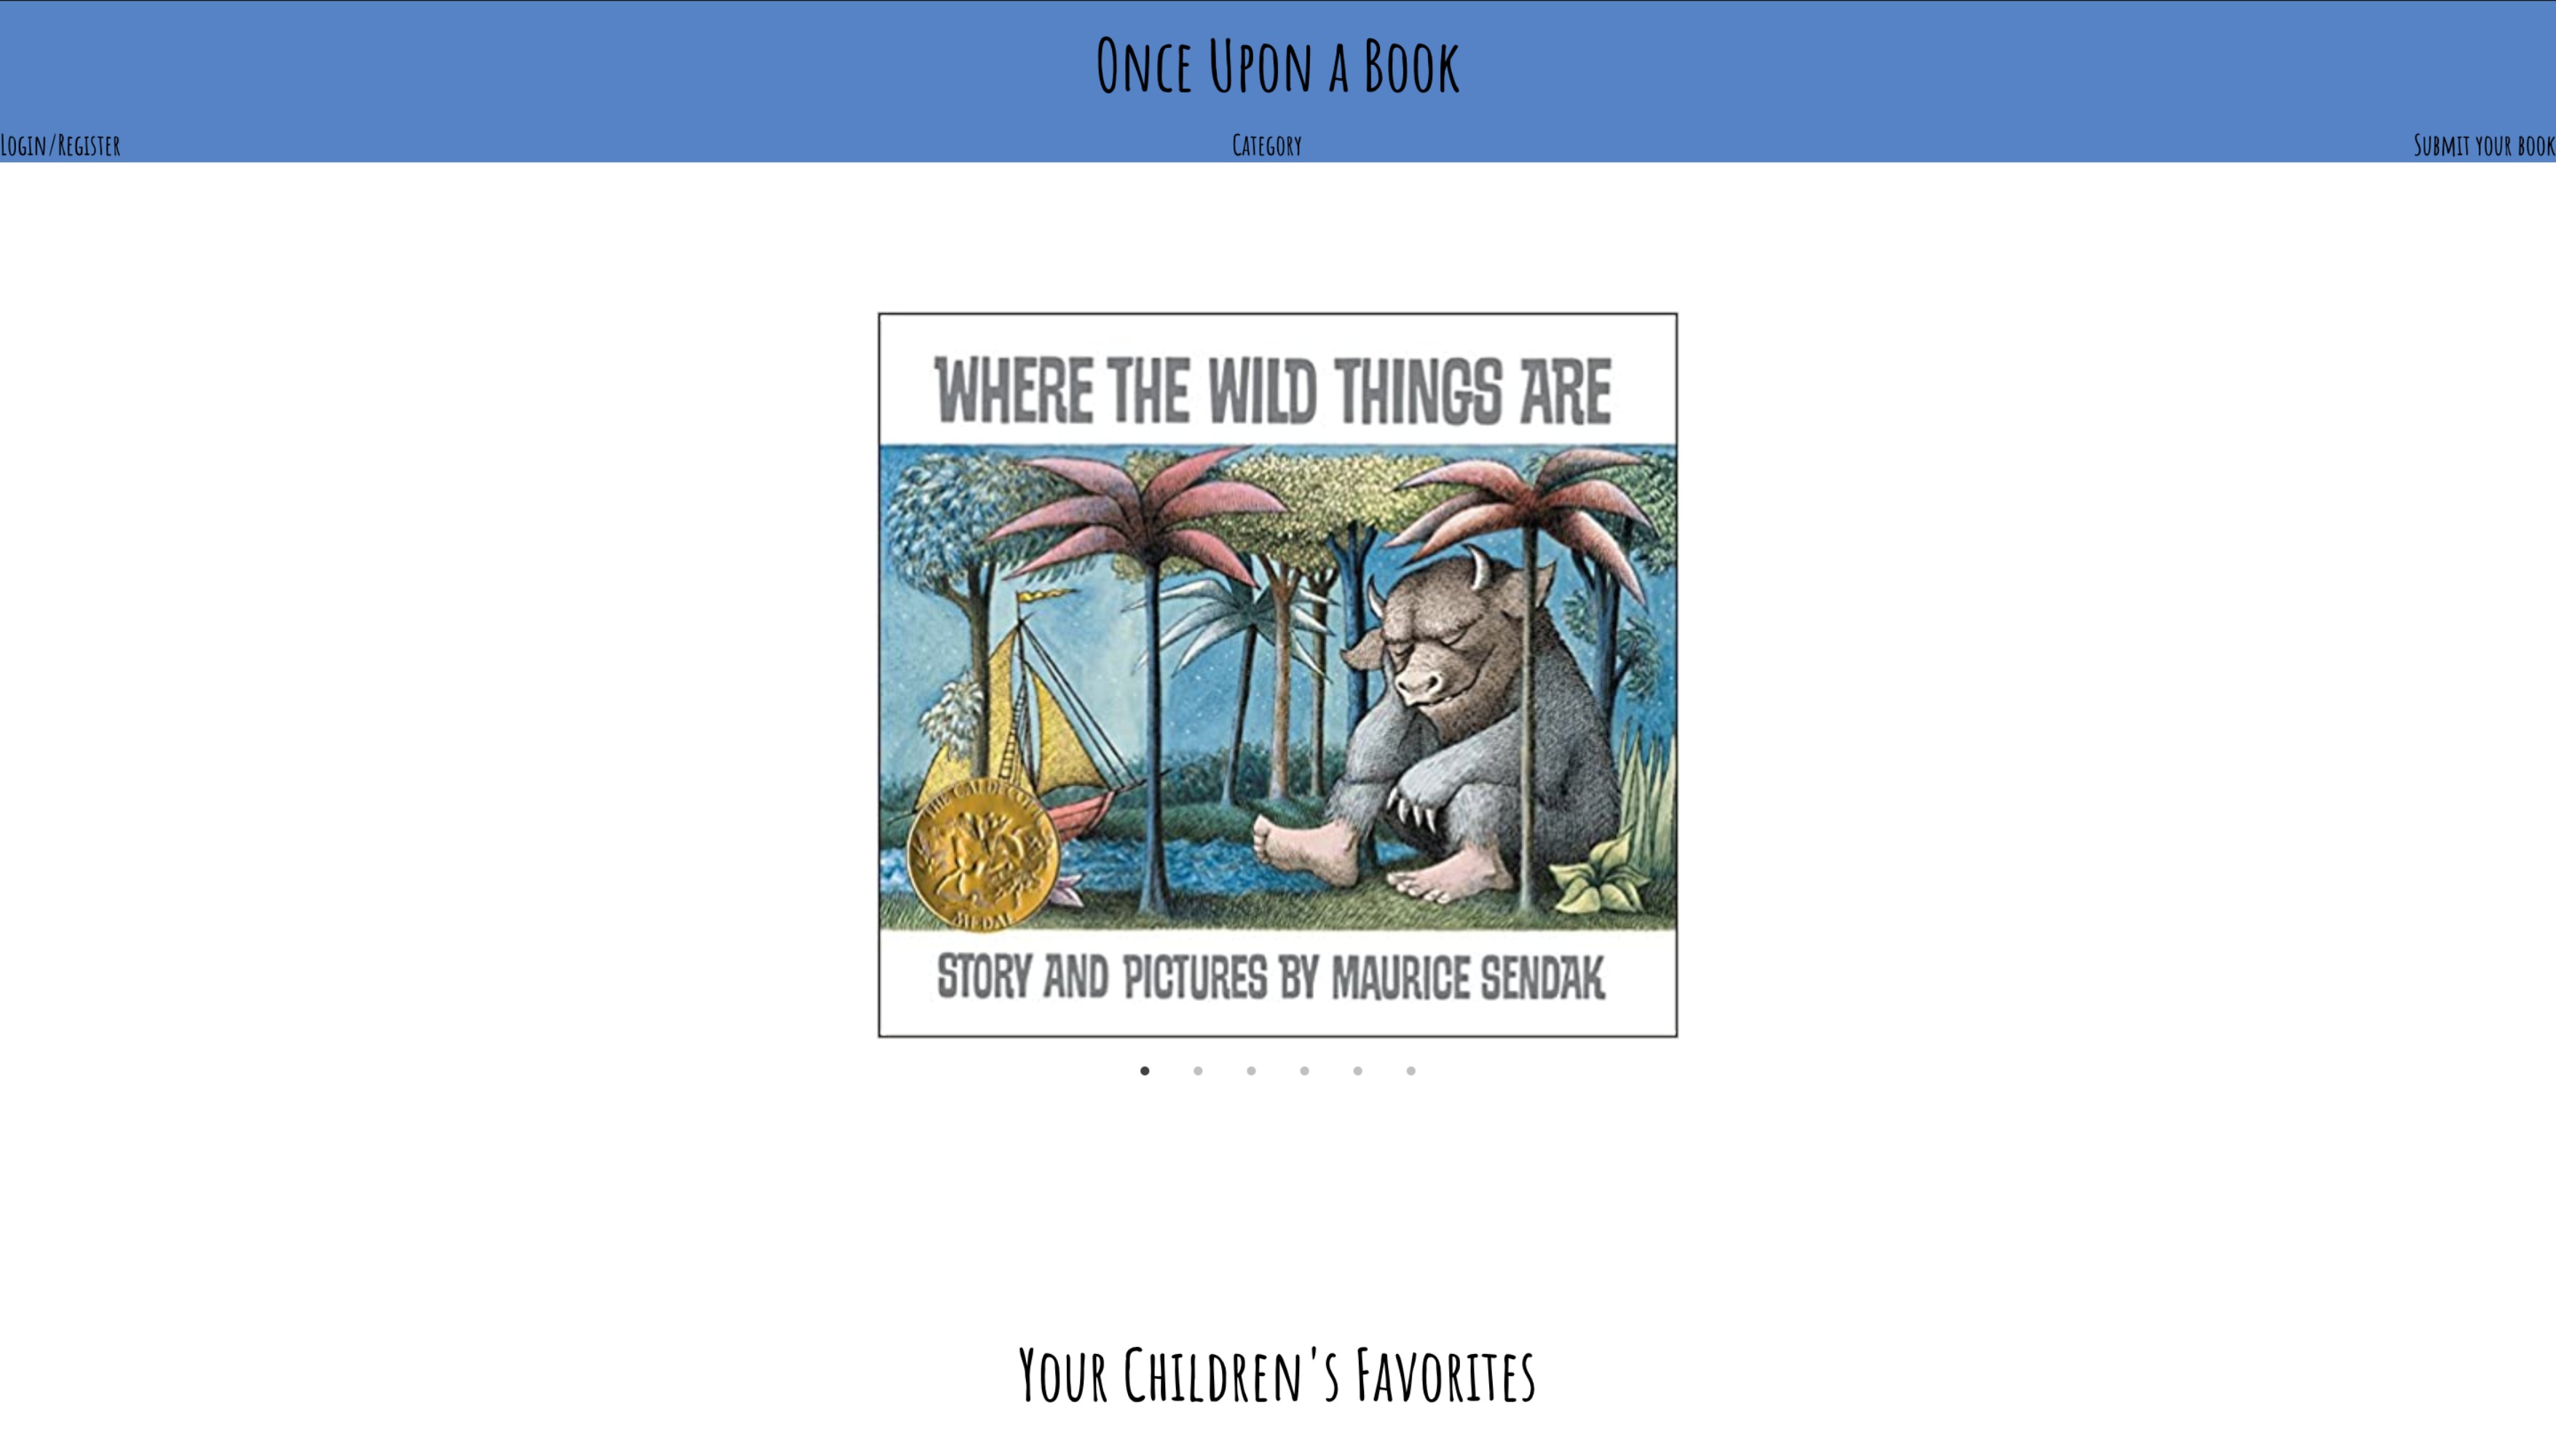 Once Upon a Book
Login/Register
Category
Submit your book
WHERE THE WILD THINGS ARE
THE CALDECOTT
MEDAL
STORY AND PICTURES BY MAURICE SENDAK
Your Children's Favorites